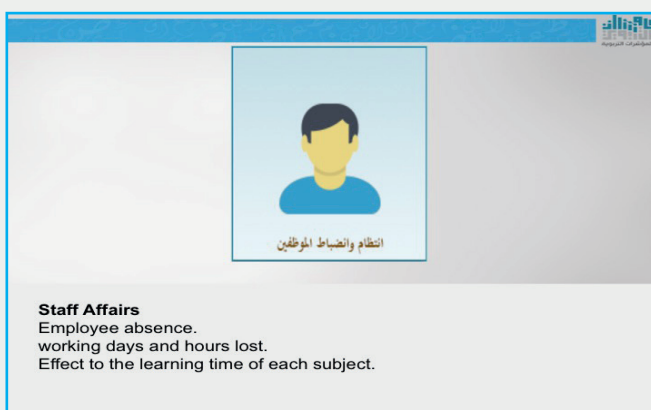 انتظام وانضباط الموظفين
Staff Affairs
Employee absence.
working days and hours lost.
Effect to the learning time of each subject.